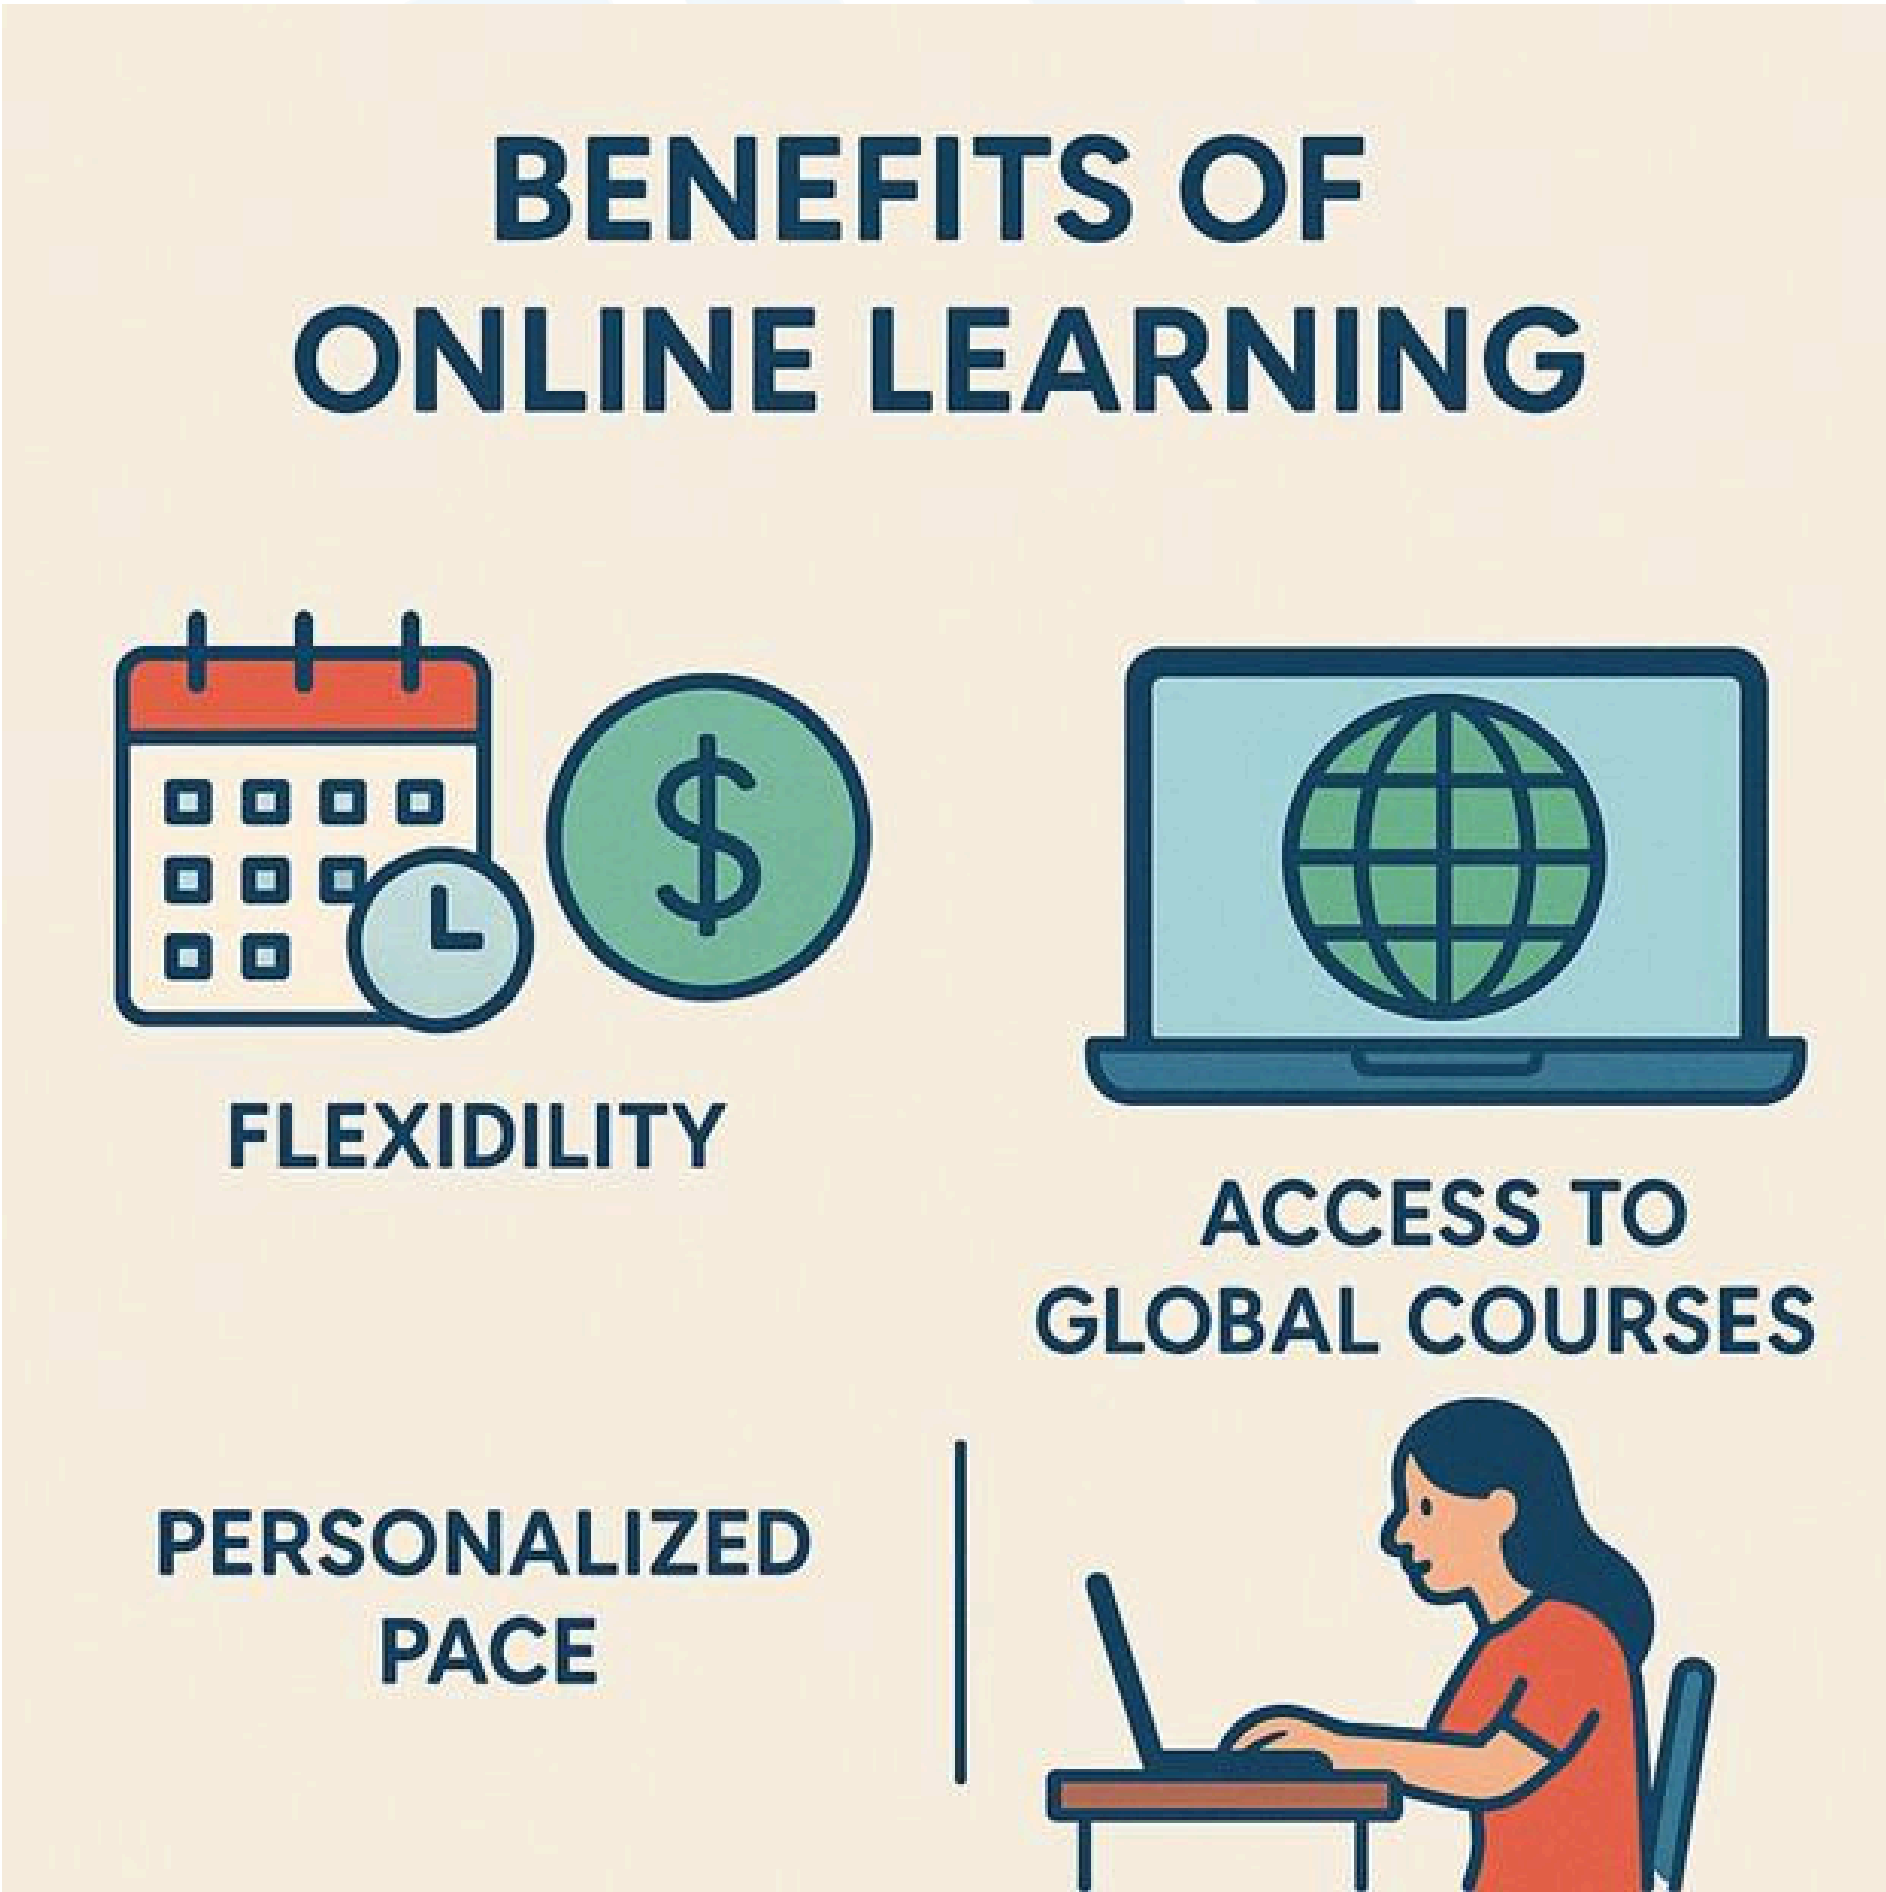 BENEFITS OF
ONLINE LEARNING
$
FLEXIDILITY
ACCESS TO
GLOBAL COURSES
PERSONALIZED
PACE